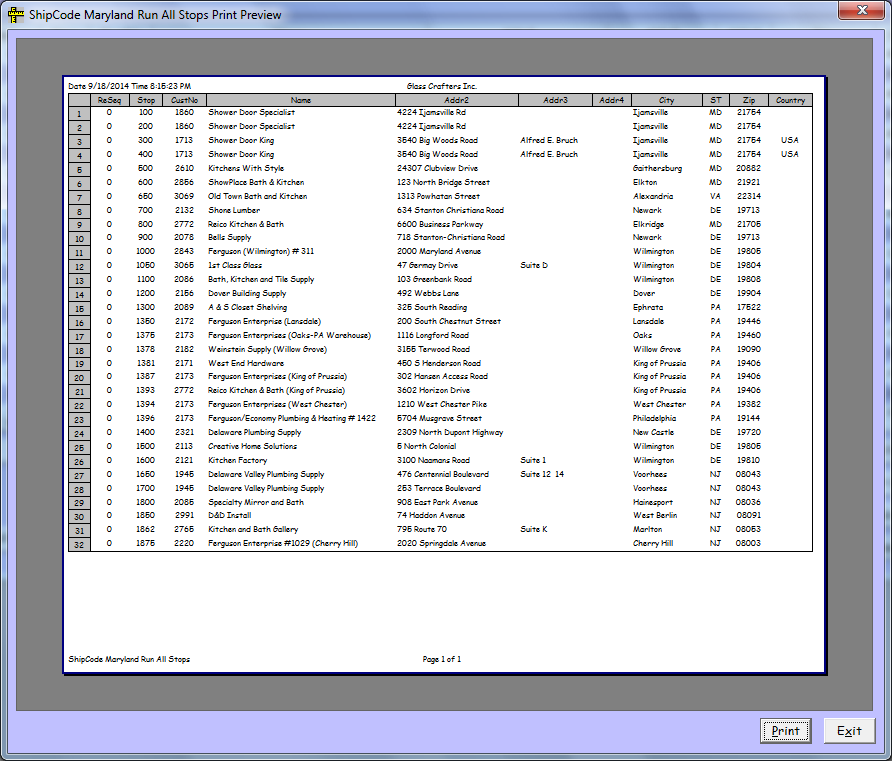 ShipCode Maryland Run All Stops Print Preview
Date 9/18/2014 Time 8:15:23 PM Glass Crafters Inc.
ReSeq Stop CustNo Name Addr2 Addr3 Addr4 City ST Zip Country
1 0 100 1860 Shower Door Specialist 4224 Ijamsville Rd Ijamsville MD 21754
2 0 200 1860 Shower Door Specialist 4224 Ijamsville Rd Ijamsville MD 21754
3 0 300 1713 Shower Door King 3540 Big Woods Road Alfred E. Bruch Ijamsville MD 21754 USA
4 0 400 1713 Shower Door King 3540 Big Woods Road Alfred E. Bruch Ijamsville MD 21754 USA
5 0 500 2610 Kitchens With Style 24307 Clubview Drive Gaithersburg MD 20882
6 0 600 2856 ShowPlace Bath & Kitchen 123 North Bridge Street Elkton MD 21921
7 0 650 3069 Old Town Bath and Kitchen 1313 Powhatan Street Alexandria VA 22314
8 0 700 2132 Shone Lumber 634 Stanton Christiana Road Newark DE 19713
9 0 800 2772 Reico Kitchen & Bath 6600 Business Parkway Elkridge MD 21705
10 0 900 2078 Bells Supply 718 Stanton-Christiana Road Newark DE 19713
11 0 1000 2843 Ferguson (Wilmington) # 311 2000 Maryland Avenue Wilmington DE 19805
12 0 1050 3065 1st Class Glass 47 Germay Drive Suite D Wilmington DE 19804
13 0 1100 2086 Bath, Kitchen and Tile Supply 103 Greenbank Road Wilmington DE 19808
14 0 1200 2156 Dover Building Supply 492 Webbs Lane Dover DE 19904
15 0 1300 2089 A & S Closet Shelving 325 South Reading Ephrata PA 17522
16 0 1350 2172 Ferguson Enterprise (Lansdale) 200 South Chestnut Street Lansdale PA 19446
17 0 1375 2173 Ferguson Enterprises (Oaks-PA Warehouse) 1116 Longford Road Oaks PA 19460
18 0 1378 2182 Weinstein Supply (Willow Grove) 3155 Terwood Road Willow Grove PA 19090
19 0 1381 2171 West End Hardware 450 S Henderson Road King of Prussia PA 19406
20 0 1387 2173 Ferguson Enterprises (King of Prussia) 302 Hansen Access Road King of Prussia PA 19406
21 0 1393 2772 Reico Kitchen & Bath (King of Prussia) 3602 Horizon Drive King of Prussia PA 19406
22 0 1394 2173 Ferguson Enterprises (West Chester) 1210 West Chester Pike West Chester PA 19382
23 0 1396 2173 Ferguson/Economy Plumbing & Heating # 1422 5704 Musgrave Street Philadelphia PA 19144
24 0 1400 2321 Delaware Plumbing Supply 2309 North Dupont Highway New Castle DE 19720
25 0 1500 2113 Creative Home Solutions 5 North Colonial Wilmington DE 19805
26 0 1600 2121 Kitchen Factory 3100 Naamans Road Suite 1 Wilmington DE 19810
27 0 1650 1945 Delaware Valley Plumbing Supply 476 Centennial Boulevard Suite 12 14 Voorhees NJ 08043
28 0 1700 1945 Delaware Valley Plumbing Supply 253 Terrace Boulevard Voorhees NJ 08043
29 0 1800 2085 Specialty Mirror and Bath 908 East Park Avenue Hainesport NJ 08036
30 0 1850 2991 D&D Install 74 Haddon Avenue West Berlin NJ 08091
31 0 1862 2765 Kitchen and Bath Gallery 795 Route 70 Suite K Marlton NJ 08053
32 0 1875 2220 Ferguson Enterprise #1029 (Cherry Hill) 2020 Springdale Avenue Cherry Hill NJ 08003
ShipCode Maryland Run All Stops Page 1 of 1
Print Exit